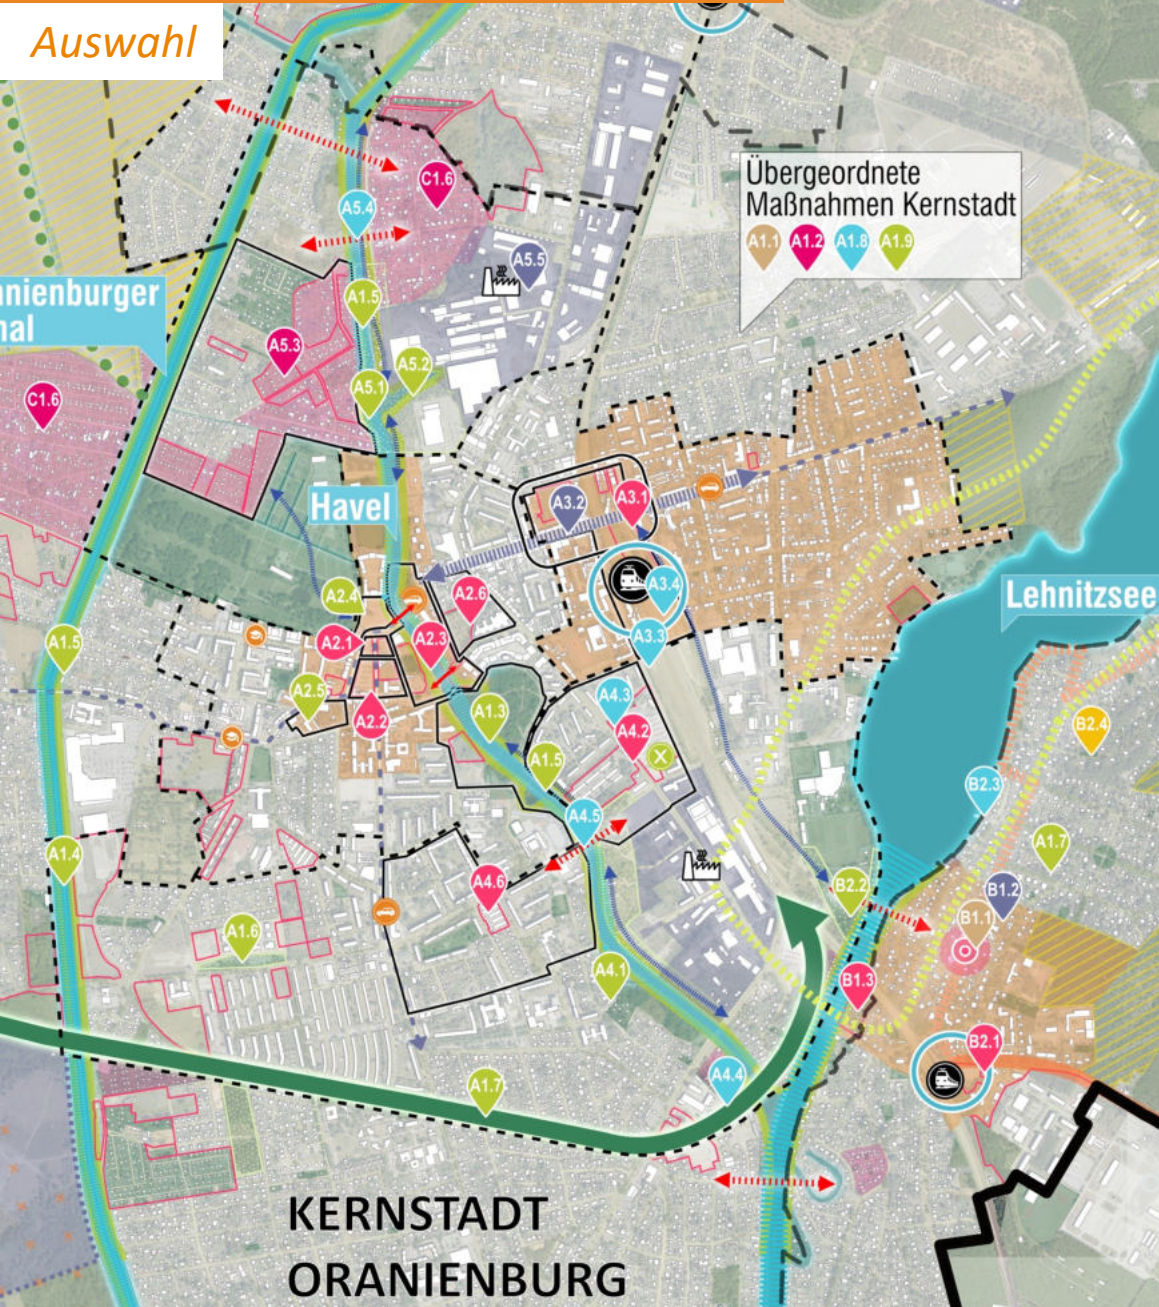 Auswahl
Übergeordnete
Maßnahmen Kernstadt
A1.1 A1.2 A1.8 A1.9
C1.6
A5.4
A5.5
nienburger
nal
A1.5
A5.3
A5.2
A5.1
C1.6
Havel
A3.2
A3.1
A3.4
A2.4
A2.6
Lehnitzsee
A2.1
A2.3
A3.3
A1.5
A2.5
A2.2
A1.3
A4.3
A4.2
X
B2.4
A1.5
B2.3
A4.5
A1.4
A1.7
A4.6
B2.2
B1.2
B1.1
A1.6
A4.1
B1.3
B2.1
A4.4
A1.7
KERNSTADT
ORANIENBURG